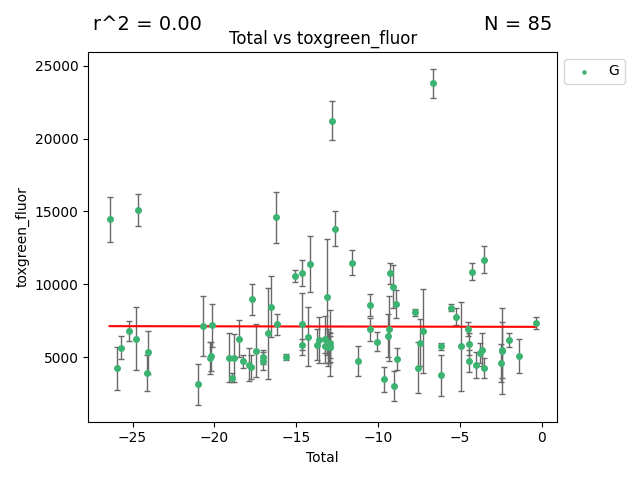 r^2 = 0.00
N = 85
Total vs toxgreen_fluor
G
25000
20000
15000
10000
5000
toxgreen_fluor
−25
−20
−15
−10
−5
0
Total